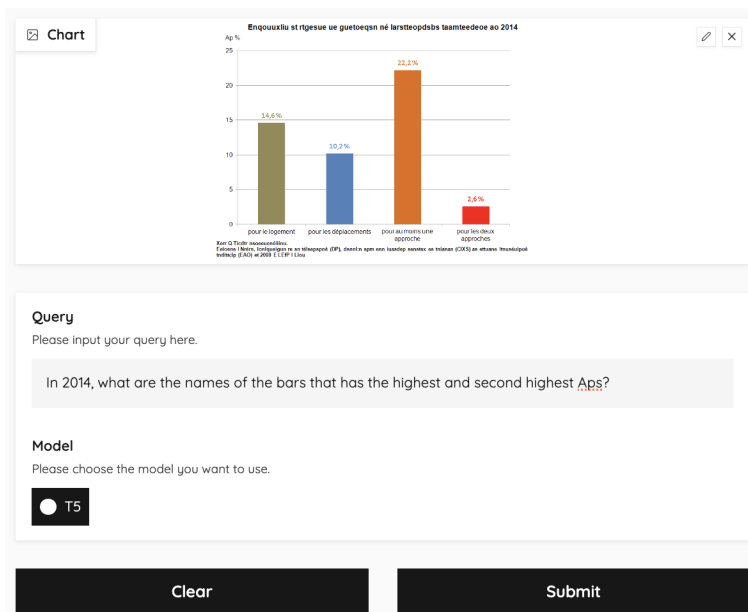 Chart
Enqouuxliu st rtgesue ue guetoeqsn né larstteopdsbs taamteedeoe ao 2014
Ap %
25
20
15
10
5
0
14,6 %
10,2 %
22,2 %
2,6 %
pour le logement
pour les déplacements
pour au moins une
approche
pour les deux
approches
Query
Please input your query here.
In 2014, what are the names of the bars that has the highest and second highest Aps?
Model
Please choose the model you want to use.
T5
Clear
Submit